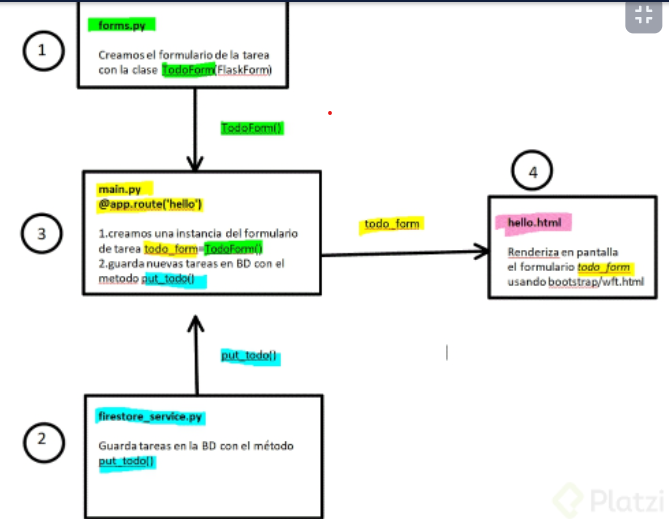 1
forms.py
Creamos el formulario de la tarea
con la clase TodoForm(FlaskForm)
TodoForm()
3
main.py
@app.route('hello')
1.creamos una instancia del formulario
de tarea todo_form=TodoForm()
2.guarda nuevas tareas en BD con el
metodo put_todo()
todo_form
4
hello.html
Renderiza en pantalla
el formulario todo_form
usando bootstrap/wft.html
put_todo()
2
firestore_service.py
Guarda tareas en la BD con el método
put_todo()
Platzi